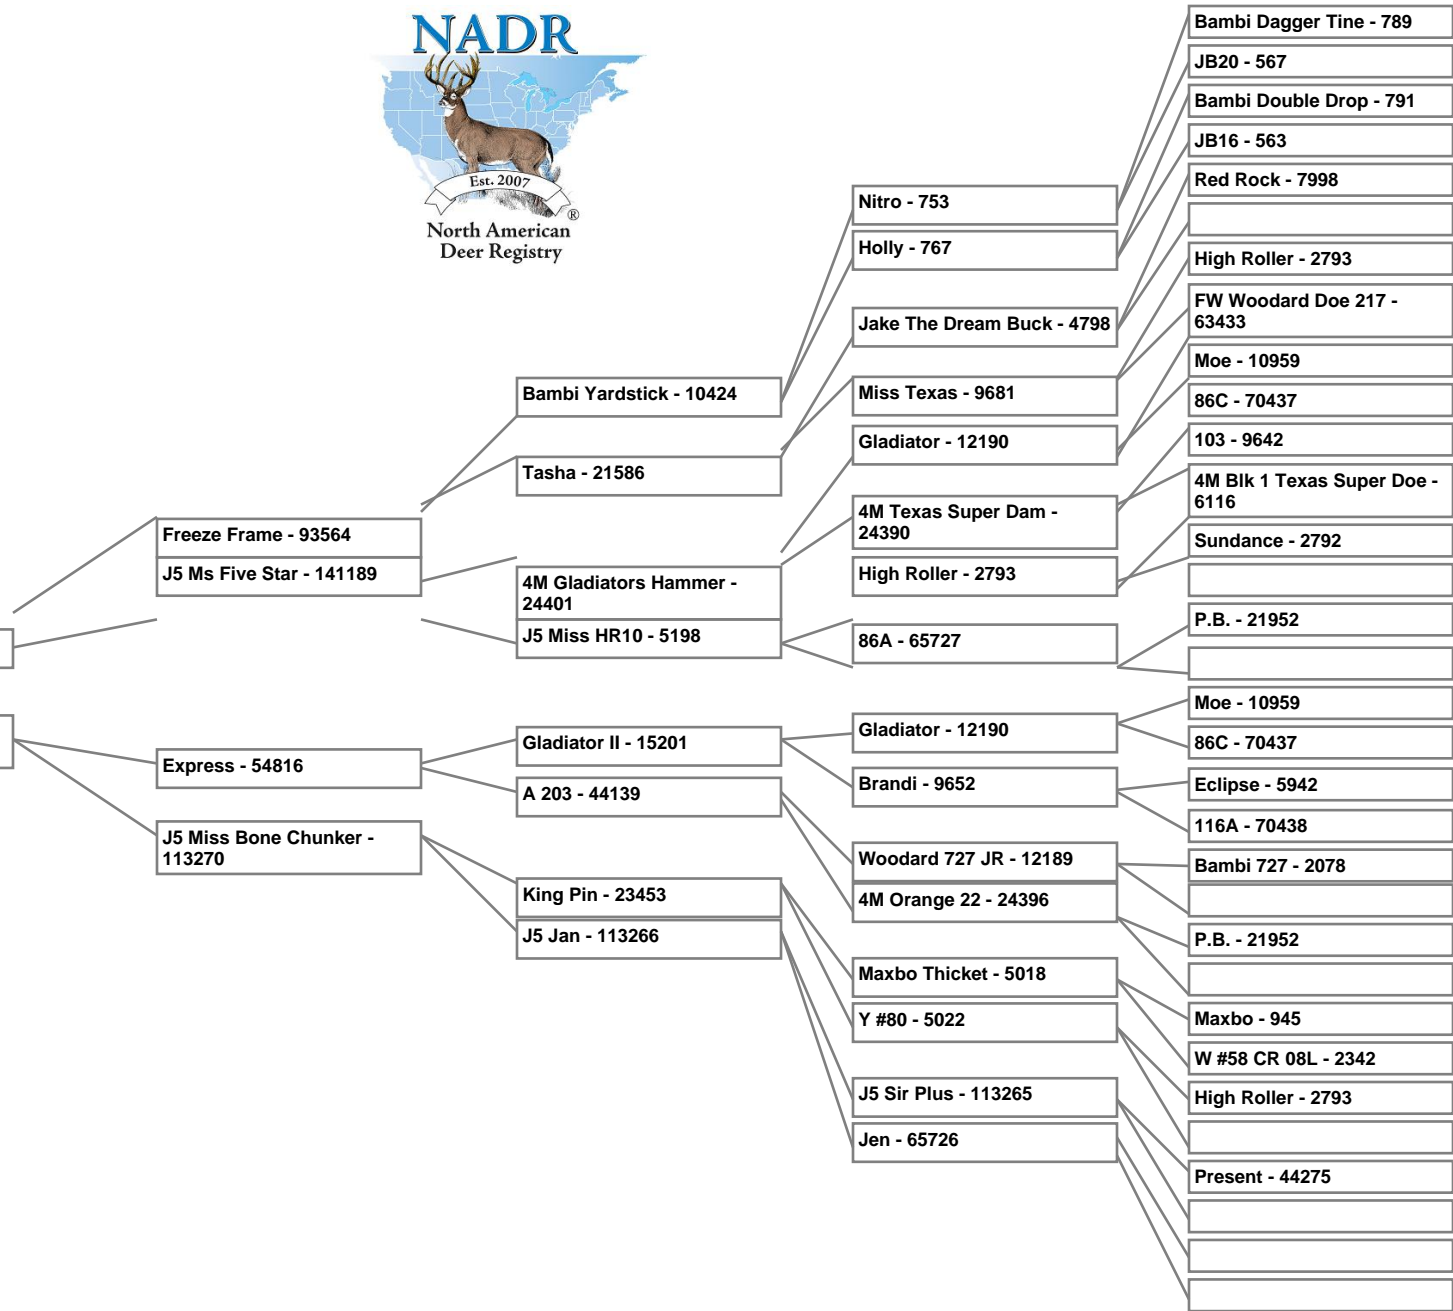 NADR
Est. 2007
®
North American
Deer Registry
Freeze Frame - 93564
J5 Ms Five Star - 141189
Express - 54816
J5 Miss Bone Chunker -
113270
Bambi Yardstick - 10424
Tasha - 21586
4M Gladiators Hammer -
24401
J5 Miss HR10 - 5198
Gladiator II - 15201
A 203 - 44139
King Pin - 23453
J5 Jan - 113266
Nitro - 753
Holly - 767
Jake The Dream Buck - 4798
Miss Texas - 9681
Gladiator - 12190
4M Texas Super Dam -
24390
High Roller - 2793
86A - 65727
Gladiator - 12190
Brandi - 9652
Woodard 727 JR - 12189
4M Orange 22 - 24396
Maxbo Thicket - 5018
Y #80 - 5022
J5 Sir Plus - 113265
Jen - 65726
Bambi Dagger Tine - 789
JB20 - 567
Bambi Double Drop - 791
JB16 - 563
Red Rock - 7998
High Roller - 2793
FW Woodard Doe 217 -
63433
Moe - 10959
86C - 70437
103 - 9642
4M Blk 1 Texas Super Doe -
6116
Sundance - 2792
P.B. - 21952
Moe - 10959
86C - 70437
Eclipse - 5942
116A - 70438
Bambi 727 - 2078
P.B. - 21952
Maxbo - 945
W #58 CR 08L - 2342
High Roller - 2793
Present - 44275